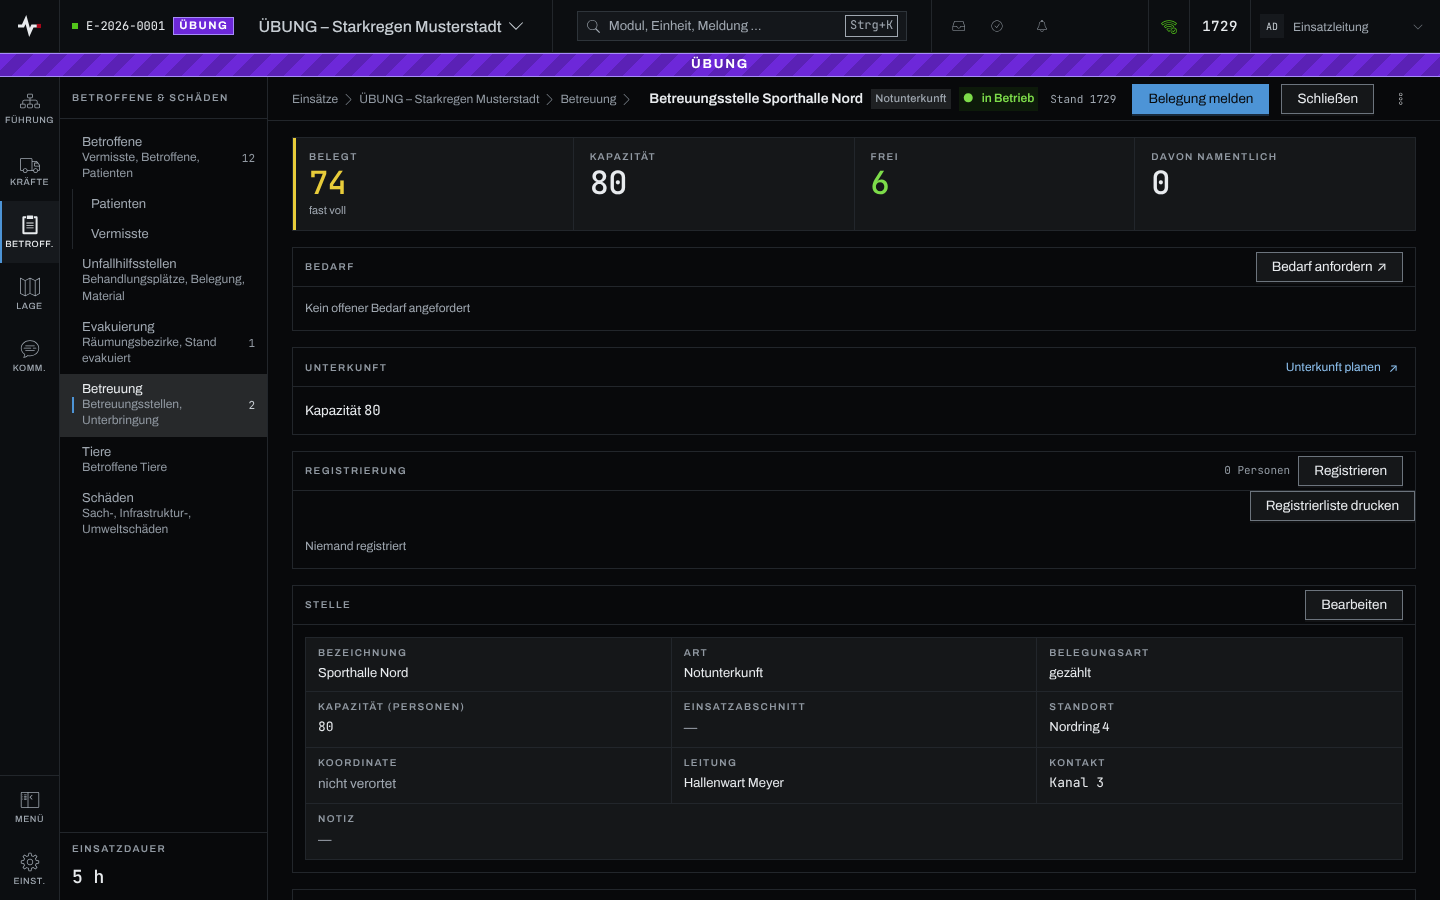 E-2026-0001 ÜBUNG ÜBUNG – Starkregen Musterstadt
Modul, Einheit, Meldung ... Strg+K
1729
AD Einsatzleitung
ÜBUNG
FÜHRUNG
KRÄFTE
BETROFF.
LAGE
KOMM.
MENÜ
EINST.
BETROFFENE & SCHÄDEN
Betroffene
Vermisste, Betroffene,
Patienten
12
Patienten
Vermisste
Unfallhilfsstellen
Behandlungsplätze, Belegung,
Material
Evakuierung
Räumungsbezirke, Stand
evakuiert
1
Betreuung
Betreuungsstellen,
Unterbringung
2
Tiere
Betroffene Tiere
Schäden
Sach-, Infrastruktur-,
Umweltschäden
EINSATZDAUER
5 h
Einsätze ÜBUNG – Starkregen Musterstadt Betreuung Betreuungsstelle Sporthalle Nord Notunterkunft in Betrieb Stand 1729 Belegung melden Schließen
BELEGT
74
fast voll
KAPAZITÄT
80
FREI
6
DAVON NAMENTLICH
0
BEDARF
Bedarf anfordern
Kein offener Bedarf angefordert
UNTERKUNFT
Unterkunft planen
Kapazität 80
REGISTRIERUNG
0 Personen Registrieren
Registrierliste drucken
Niemand registriert
STELLE
Bearbeiten
BEZEICHNUNG
Sporthalle Nord
ART
Notunterkunft
BELEGUNGSART
gezählt
KAPAZITÄT (PERSONEN)
80
EINSATZABSCHNITT
—
STANDORT
Nordring 4
KOORDINATE
nicht verortet
LEITUNG
Hallenwart Meyer
KONTAKT
Kanal 3
NOTIZ
—